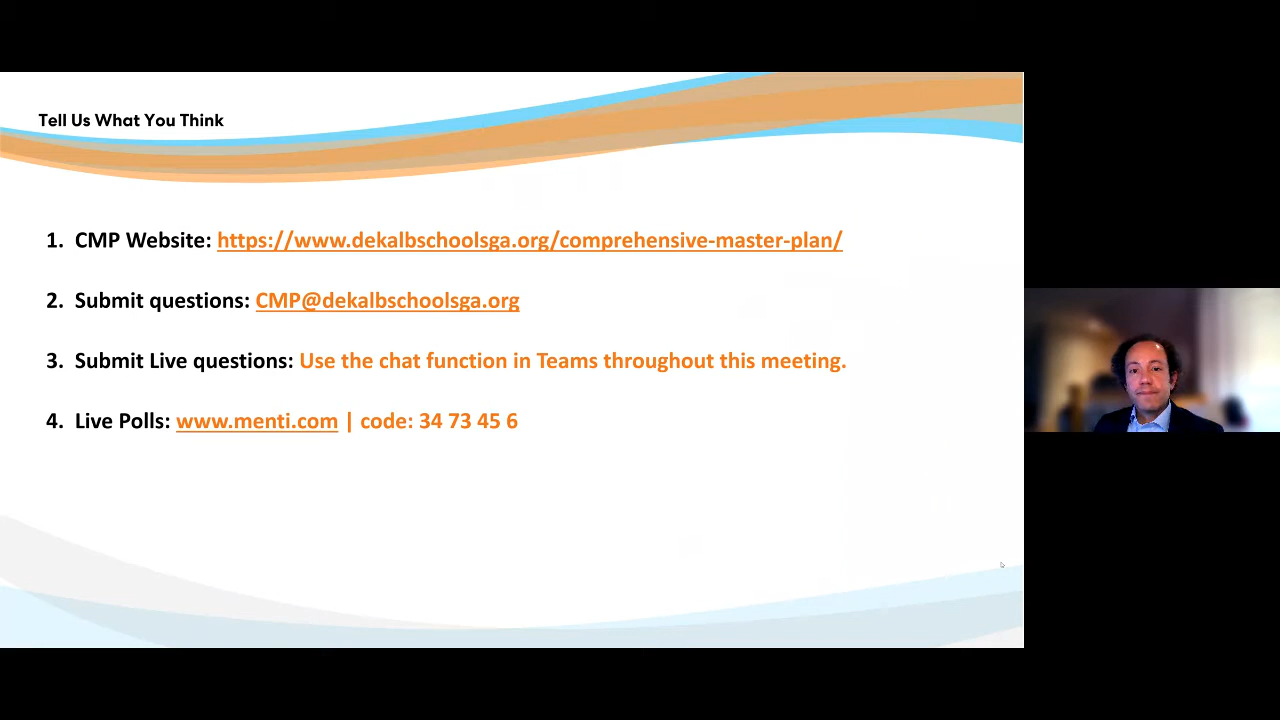 Tell Us What You Think
1. CMP Website: https://www.dekalbschoolsga.org/comprehensive-master-plan/
2. Submit questions: CMP@dekalbschoolsga.org
3. Submit Live questions: Use the chat function in Teams throughout this meeting.
4. Live Polls: www.menti.com | code: 34 73 45 6